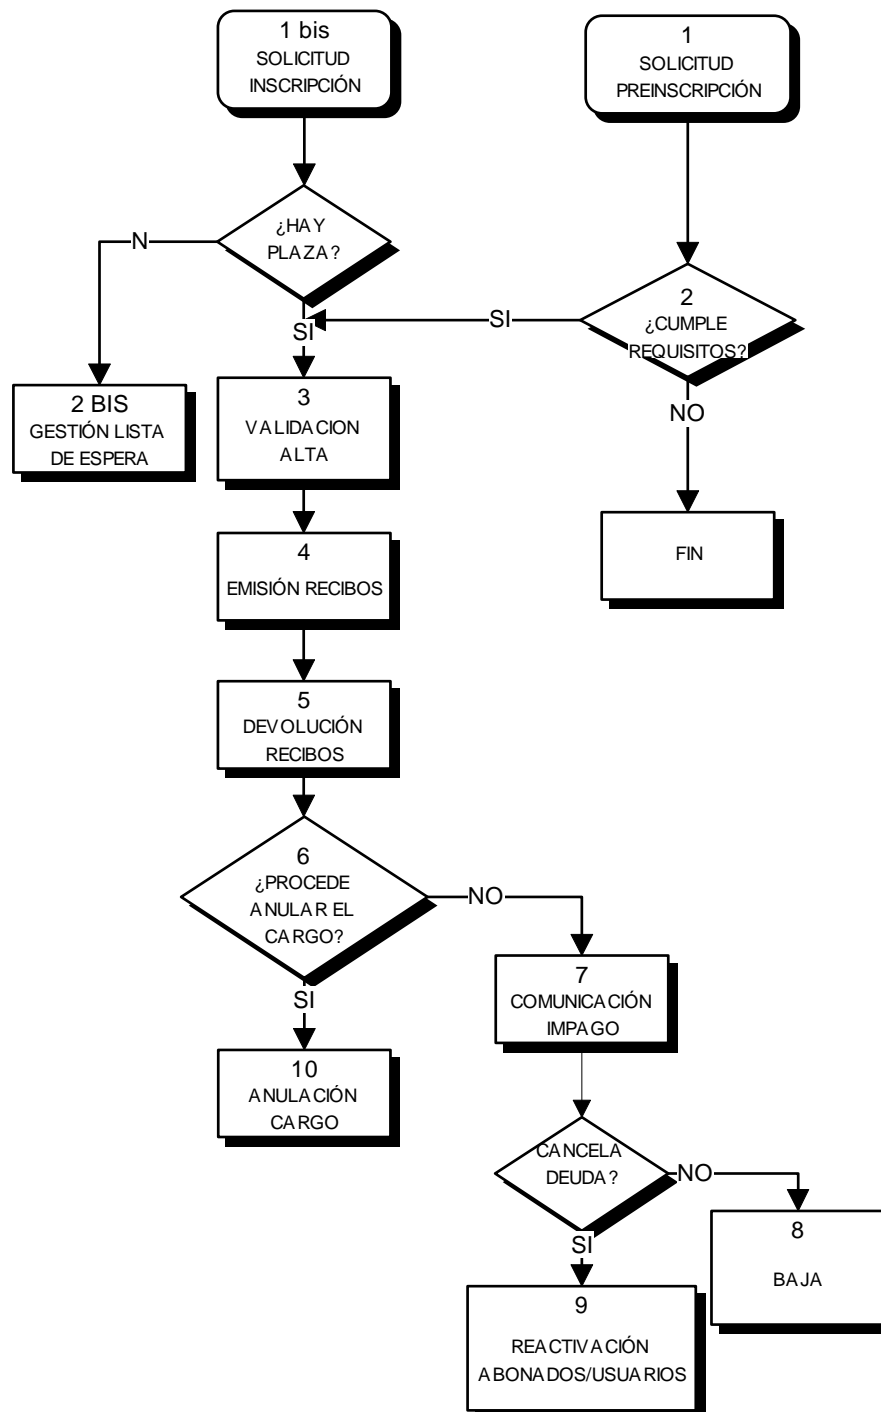 1 bis
SOLICITUD
INSCRIPCIÓN
1
SOLICITUD
PREINSCRIPCIÓN
¿HAY
PLAZA?
N
SI
SI
2
¿CUMPLE
REQUISITOS?
NO
2 BIS
GESTIÓN LISTA
DE ESPERA
3
VALIDACION
ALTA
4
EMISIÓN RECIBOS
FIN
5
DEVOLUCIÓN
RECIBOS
6
¿PROCEDE
ANULAR EL
CARGO?
NO
SI
7
COMUNICACIÓN
IMPAGO
10
ANULACIÓN
CARGO
CANCELA
DEUDA?
NO
SI
8
BAJA
9
REACTIVACIÓN
ABONADOS/USUARIOS